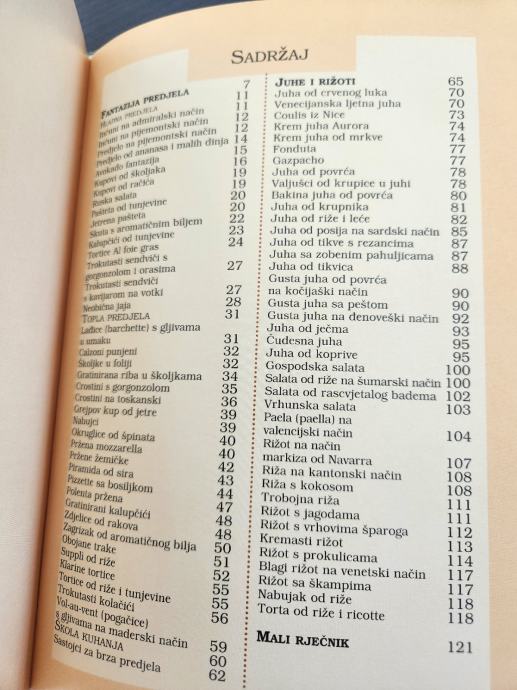 SADRŽAJ
FANTAZIJA PREDJELA 7
HLADNA PREDJELA 11
Inćuni na admiralski način 11
Inćuni na pijemontski način 12
Predjelo na pijemontski način 12
Predjelo od ananasa i malih dinja 14
Avokado fantazija 15
Kupovi od školjaka 16
Kupovi od račića 19
Ruska salata 19
Pašteta od tunjevine 20
Jetrena pašteta 20
Skuta s aromatičnim biljem 22
Kalupčići od tunjevine 23
Tortice Al foie gras 24
Trokutasti sendviči s
gorgonzolom i orasima 27
Trokutasti sendviči
s kavijarom na votki 27
Neobična jaja 28
TOPLA PREDJELA 31
Lađice (barchette) s gljivama
u umaku 31
Calzoni punjeni 32
Školjke u foliji 32
Gratinirana riba u školjkama 34
Crostini s gorgonzolom 35
Crostini na toskanski 36
Grejpov kup od jetre 39
Nabujci 39
Okruglice od špinata 40
Pržena mozzarella 40
Pržene žemičke 42
Piramida od sira 43
Pizzette sa bosiljkom 44
Polenta pržena 47
Gratinirani kalupčići 48
Zdjelice od rakova 48
Zagrizak od aromatičnog bilja 50
Obojane trake 51
Suppli od riže 52
Klarine tortice 55
Tortice od riže i tunjevine 55
Trokutasti kolačići 56
Vol-au-vent (pogačice)
s gljivama na maderski način 59
ŠKOLA KUHANJA 60
Sastojci za brza predjela 62
JUHE I RIŽOTI 65
Juha od crvenog luka 70
Venecijanska ljetna juha 70
Coulis iz Nice 73
Krem juha Aurora 74
Krem juha od mrkve 74
Fonduta 77
Gazpacho 77
Juha od povrća 78
Valjušci od krupice u juhi 78
Bakina juha od povrća 80
Juha od krupnika 81
Juha od riže i leće 82
Juha od posija na sardski način 85
Juha od tikve s rezancima 87
Juha sa zobenim pahuljicama 87
Juha od tikvica 88
Gusta juha od povrća
na kočijaški način 90
Gusta juha sa peštom 90
Gusta juha na đenoveški način 92
Juha od ječma 93
Čudesna juha 95
Juha od koprive 95
Gospodska salata 100
Salata od riže na šumarski način 100
Salata od rascvjetalog badema 102
Vrhunska salata 103
Paela (paella) na
valencijski način 104
Rižot na način
markiza od Navarra 107
Riža na kantonski način 108
Riža s kokosom 108
Trobojna riža 111
Rižot s jagodama 111
Rižot s vrhovima šparoga 112
Kremasti rižot 113
Rižot s prokulicama 114
Blagi rižot na venetski način 117
Rižot sa škampima 117
Nabujak od riže 118
Torta od riže i ricotte 118
MALI RJEČNIK 121